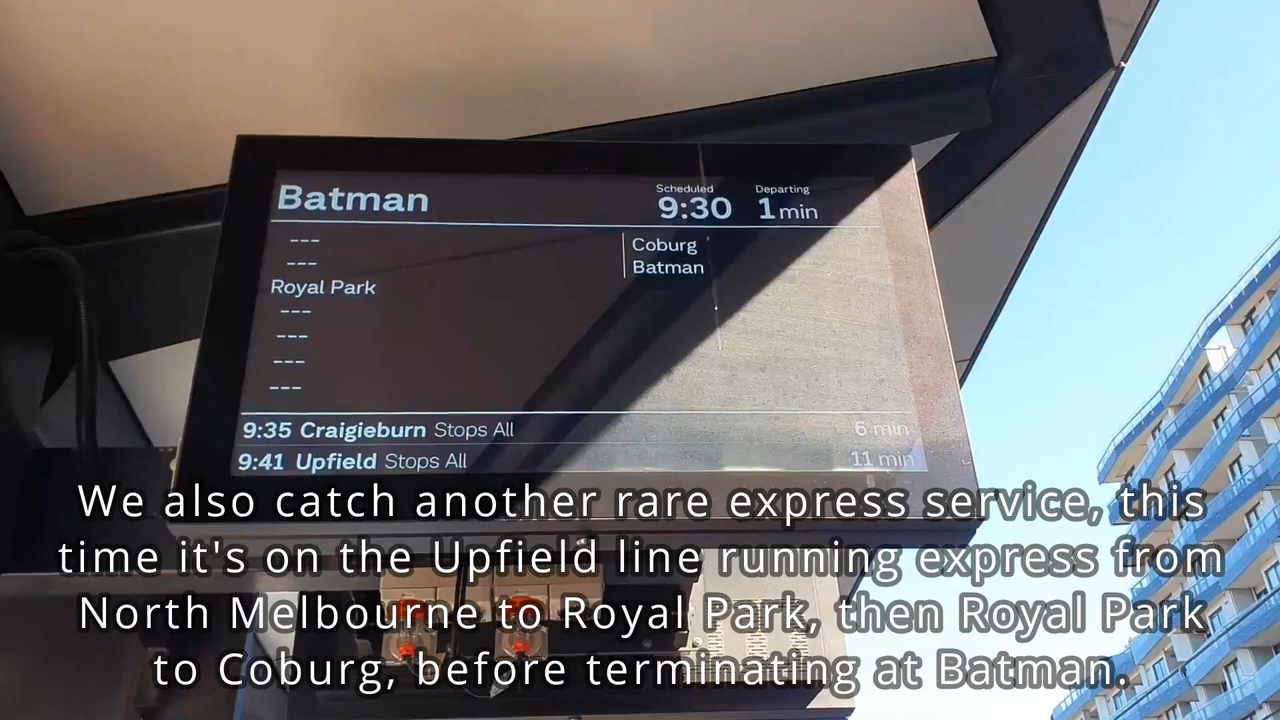 Batman
Scheduled Departing
9:30 1 min
---
---
Royal Park
---
---
---
---
Coburg
Batman
9:35 Craigieburn Stops All 6 min
9:41 Upfield Stops All 11 min
We also catch another rare express service, this
time it's on the Upfield line running express from
North Melbourne to Royal Park, then Royal Park
to Coburg, before terminating at Batman.